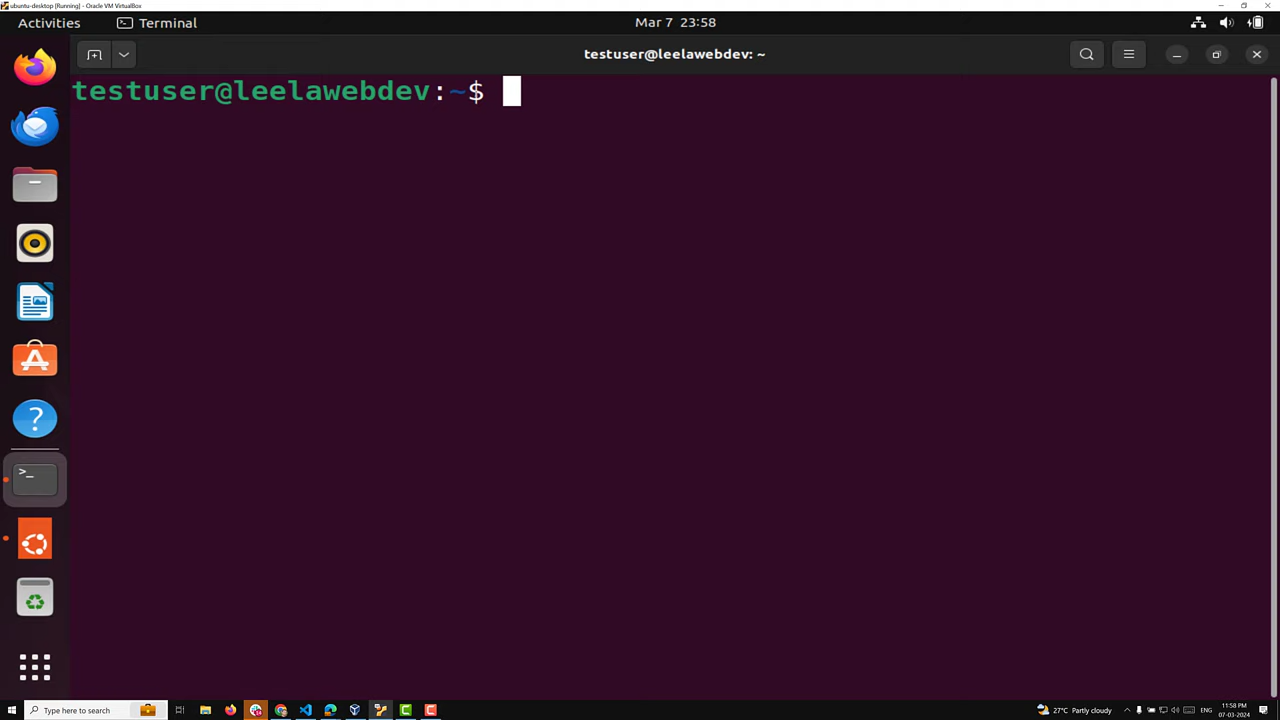 ubuntu-desktop [Running] - Oracle VM VirtualBox
Activities
Terminal
Mar 7 23:58
testuser@leelawebdev: ~
testuser@leelawebdev:~$
Type here to search
27°C Partly cloudy
ENG
11:58 PM
07-03-2024